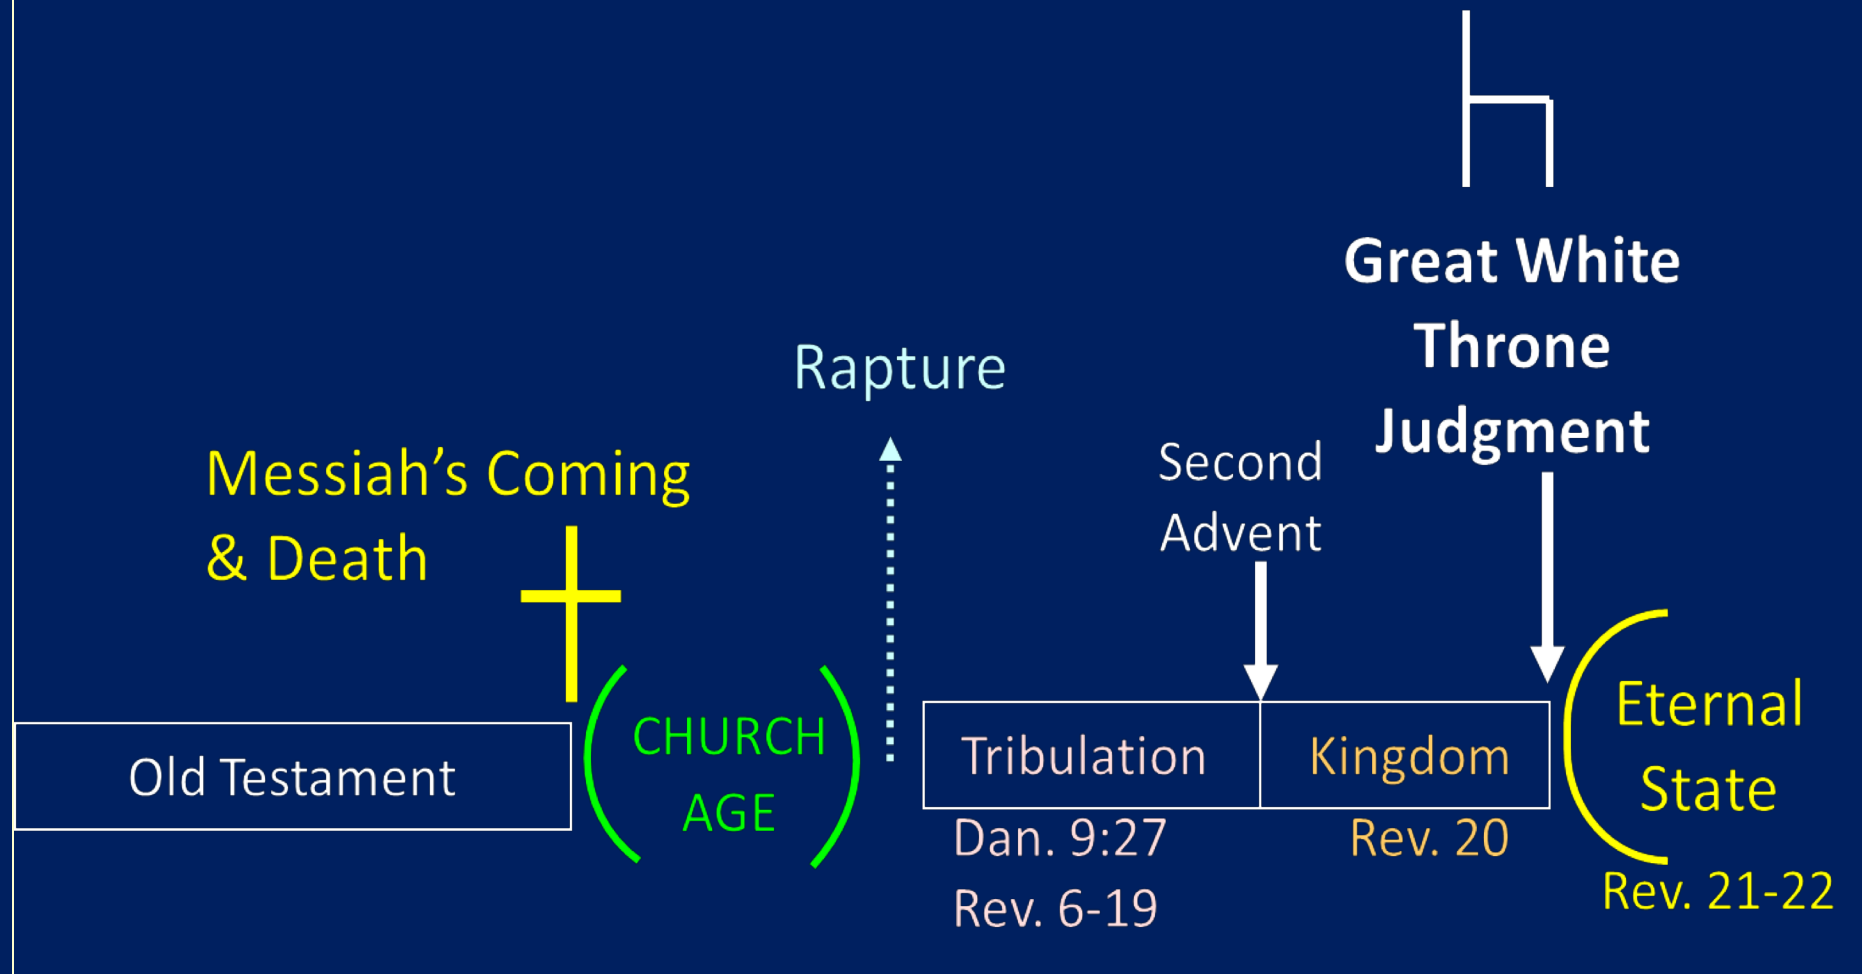 Great White
Throne
Judgment
Rapture
Second
Advent
Messiah’s Coming
& Death
Old Testament
CHURCH
AGE
Tribulation
Dan. 9:27
Rev. 6-19
Kingdom
Rev. 20
Eternal
State
Rev. 21-22